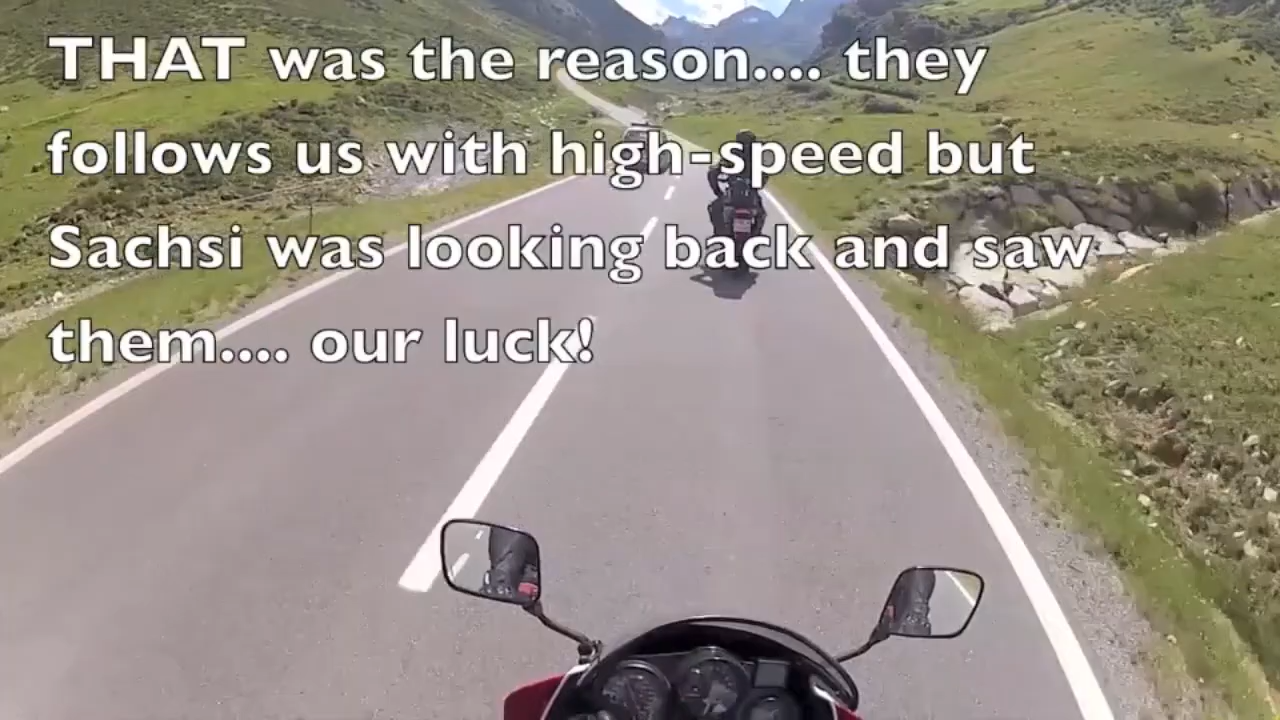 THAT was the reason.... they
follows us with high-speed but
Sachsi was looking back and saw
them.... our luck!